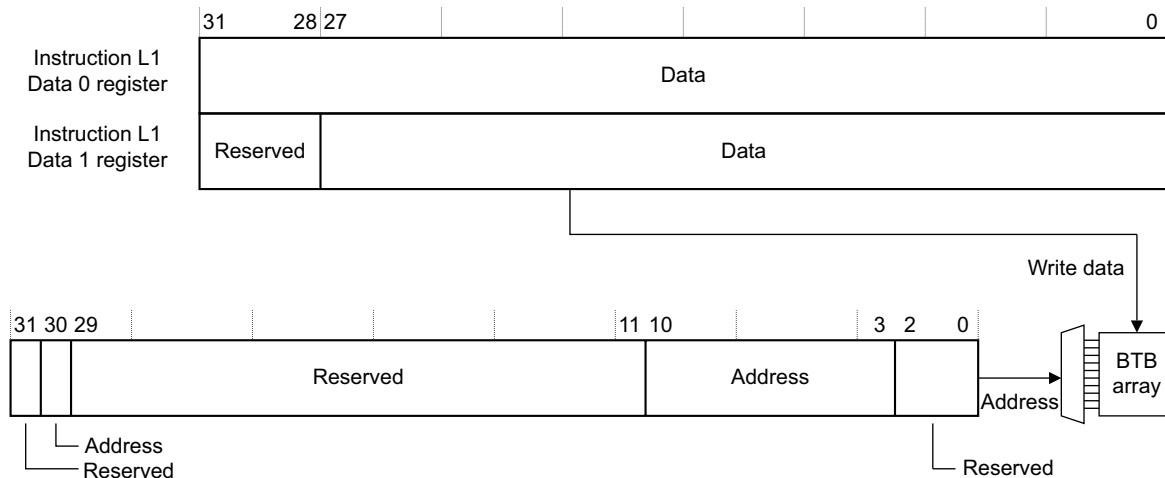 31 28 27 0
Instruction L1
Data 0 register
Data
Instruction L1
Data 1 register
Reserved
Data
Write data
31 30 29 11 10 3 2 0
Reserved
Address
Address
BTB
array
Address
Reserved
Reserved